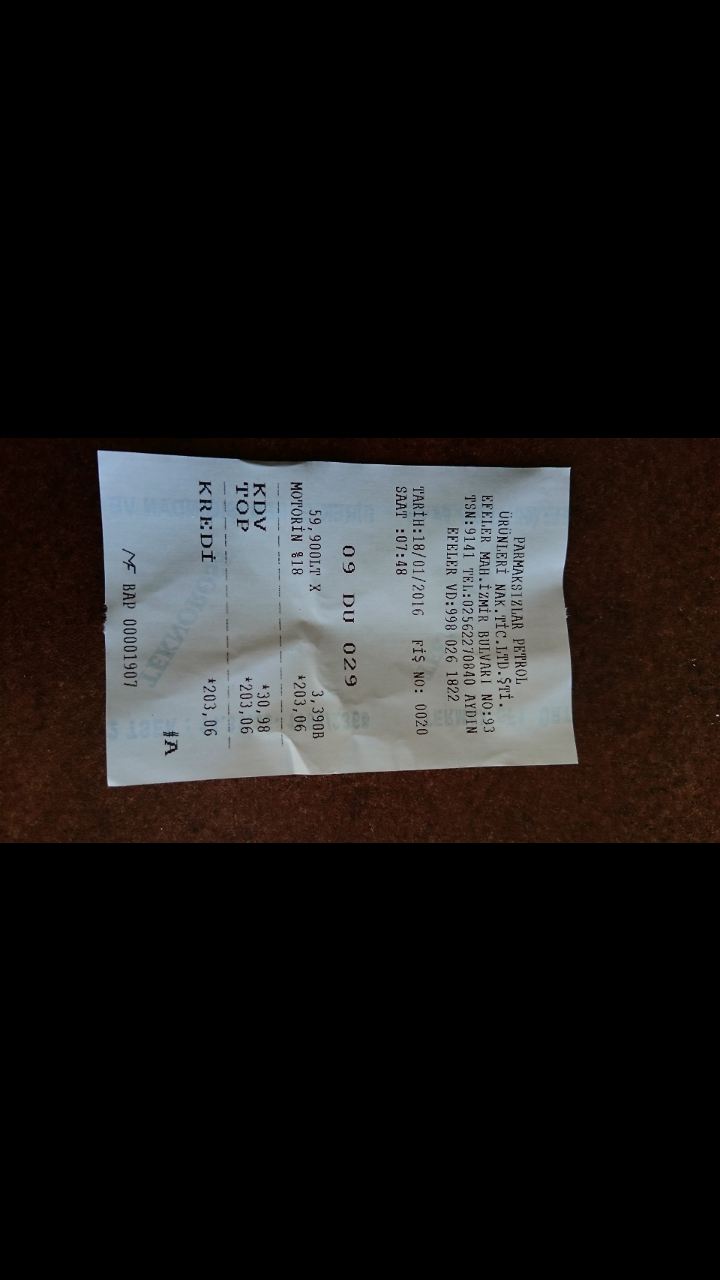 PARMAKSIZLAR PETROL
ÜRÜNLERİ NAK.TİC.LTD.ŞTİ.
EFELER MAH.İZMİR BULVARI NO:93
TSN:9141 TEL:02562270840 AYDIN
EFELER VD:998 026 1822
TARİH:18/01/2016 FİŞ NO: 0020
SAAT :07:48
09 DU 029
59,900LT X 3,390B
MOTORİN %18 *203,06
KDV *30,98
TOP *203,06
KREDİ *203,06
#A
BAP 00001907